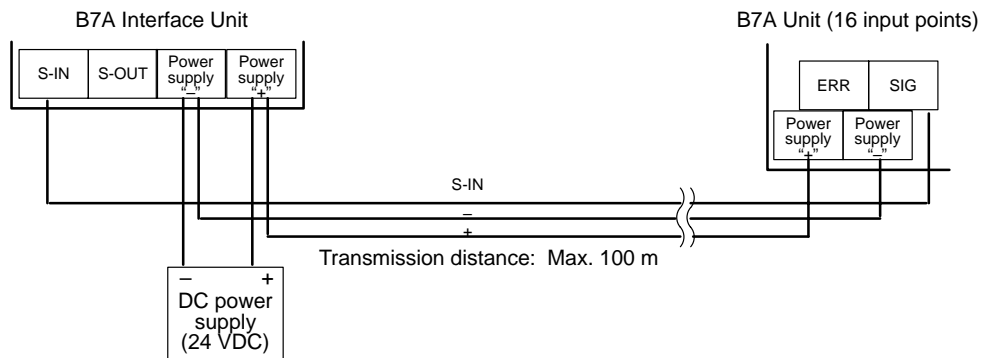 B7A Interface Unit
S-IN
S-OUT
Power
supply
“–”
Power
supply
“+”
B7A Unit (16 input points)
ERR
SIG
Power
supply
“+”
Power
supply
“–”
S-IN
–
+
Transmission distance: Max. 100 m
– +
DC power
supply
(24 VDC)